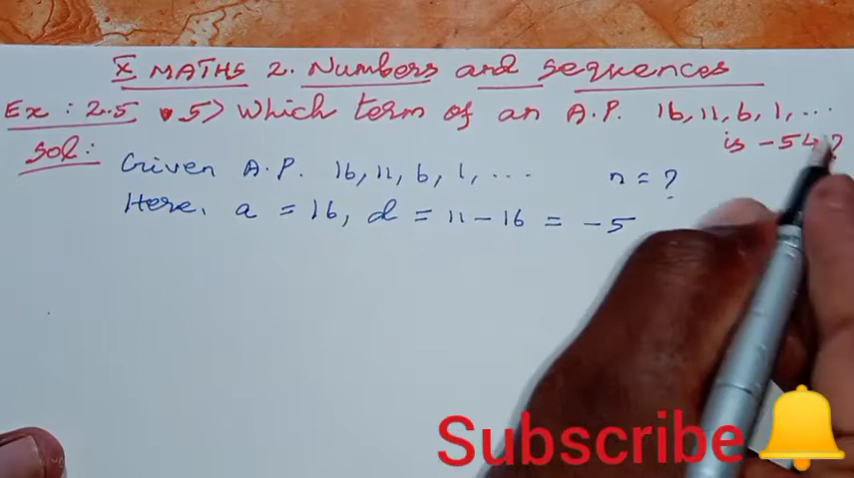 X MATHS 2. Numbers and sequences
Ex: 2.5 5) Which term of an A.P. 16, 11, 6, 1, ...
is -54?
Sol:
Given A.P. 16, 11, 6, 1, ... n = ?
Here, a = 16, d = 11 - 16 = -5
Subscribe